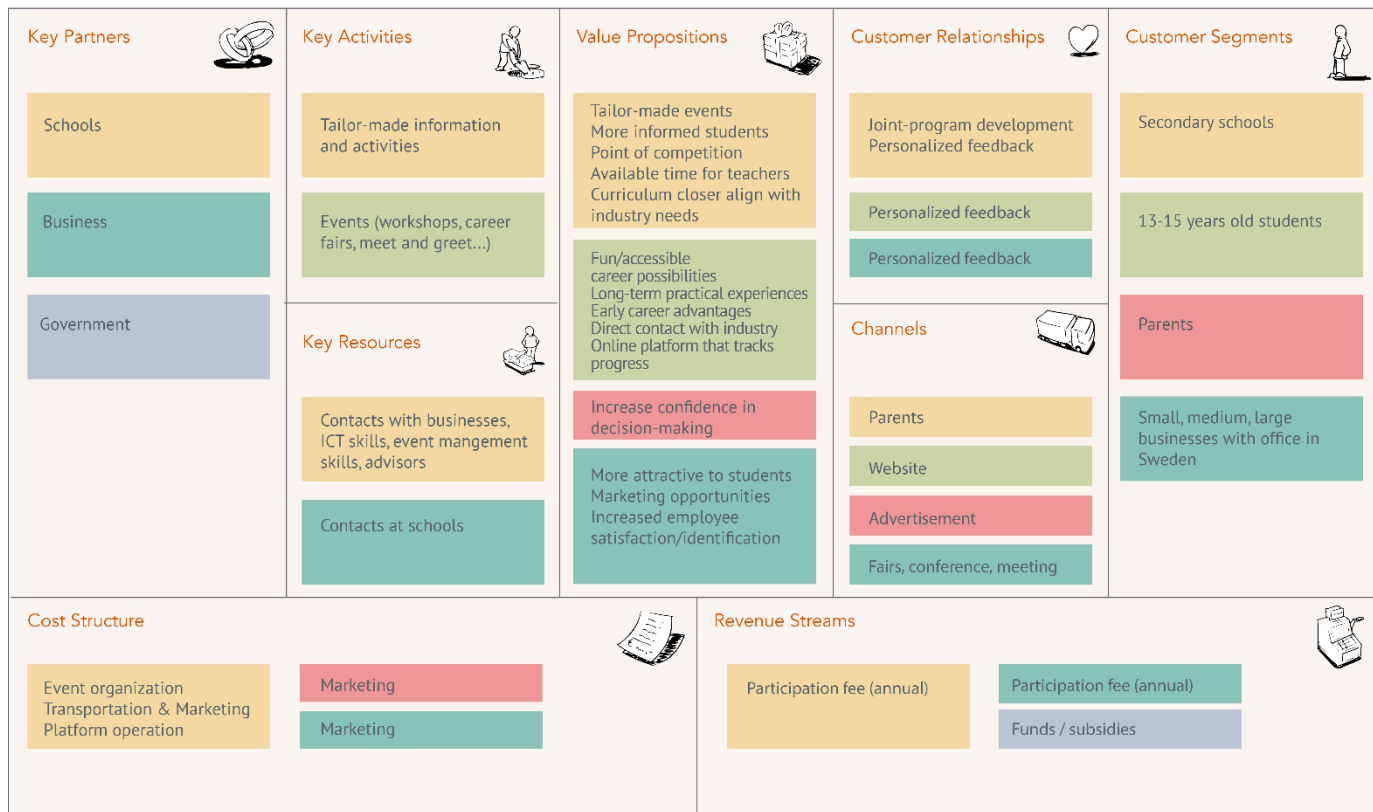 Key Partners
Schools
Business
Government
Key Activities
Tailor-made information
and activities
Events (workshops, career
fairs, meet and greet...)
Key Resources
Contacts with businesses,
ICT skills, event mangement
skills, advisors
Contacts at schools
Value Propositions
Tailor-made events
More informed students
Point of competition
Available time for teachers
Curriculum closer align with
industry needs
Fun/accessible
career possibilities
Long-term practical experiences
Early career advantages
Direct contact with industry
Online platform that tracks
progress
Increase confidence in
decision-making
More attractive to students
Marketing opportunities
Increased employee
satisfaction/identification
Customer Relationships
Joint-program development
Personalized feedback
Personalized feedback
Personalized feedback
Channels
Parents
Website
Advertisement
Fairs, conference, meeting
Customer Segments
Secondary schools
13-15 years old students
Parents
Small, medium, large
businesses with office in
Sweden
Cost Structure
Event organization
Transportation & Marketing
Platform operation
Marketing
Marketing
Revenue Streams
Participation fee (annual)
Participation fee (annual)
Funds / subsidies